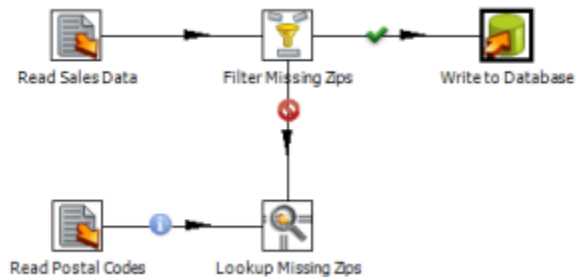 Read Sales Data
Filter Missing Zips
Write to Database
Read Postal Codes
Lookup Missing Zips